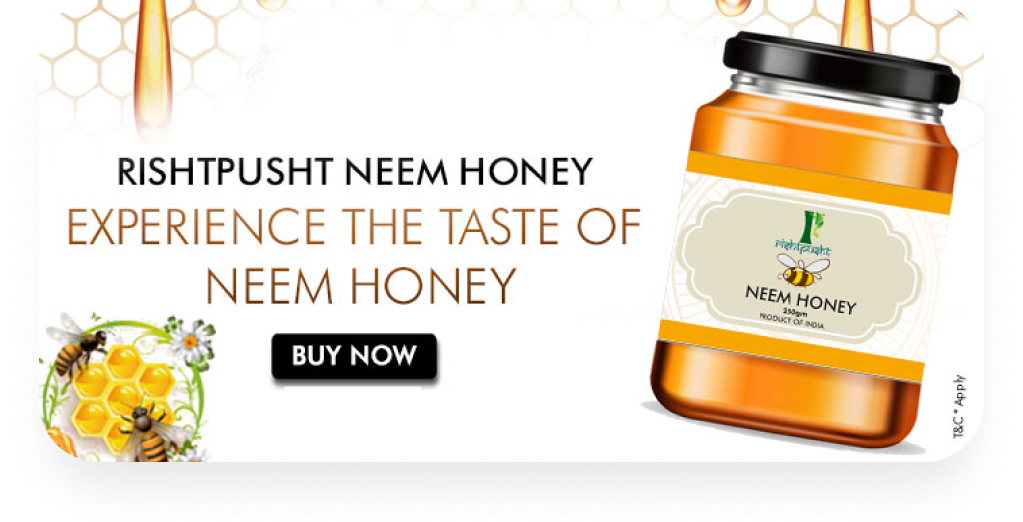 RISHTPUSHT NEEM HONEY
EXPERIENCE THE TASTE OF
NEEM HONEY
BUY NOW
rishtpusht
NEEM HONEY
250gm
PRODUCT OF INDIA
T&C * Apply